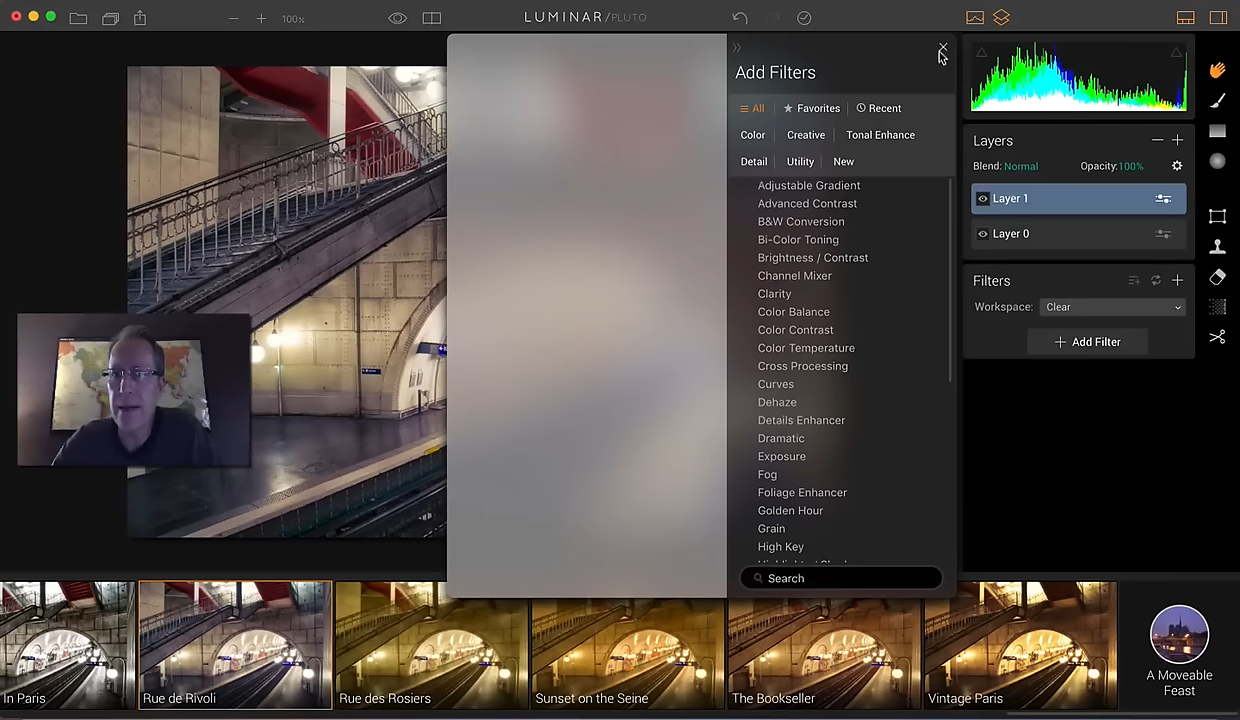 100%
LUMINAR/PLUTO
Add Filters
All
Favorites
Recent
Color
Creative
Tonal Enhance
Detail
Utility
New
Adjustable Gradient
Advanced Contrast
B&W Conversion
Bi-Color Toning
Brightness / Contrast
Channel Mixer
Clarity
Color Balance
Color Contrast
Color Temperature
Cross Processing
Curves
Dehaze
Details Enhancer
Dramatic
Exposure
Fog
Foliage Enhancer
Golden Hour
Grain
High Key
Search
Layers
Blend: Normal
Opacity:100%
Layer 1
Layer 0
Filters
Workspace: Clear
Add Filter
In Paris
Rue de Rivoli
Rue des Rosiers
Sunset on the Seine
The Bookseller
Vintage Paris
A Moveable
Feast